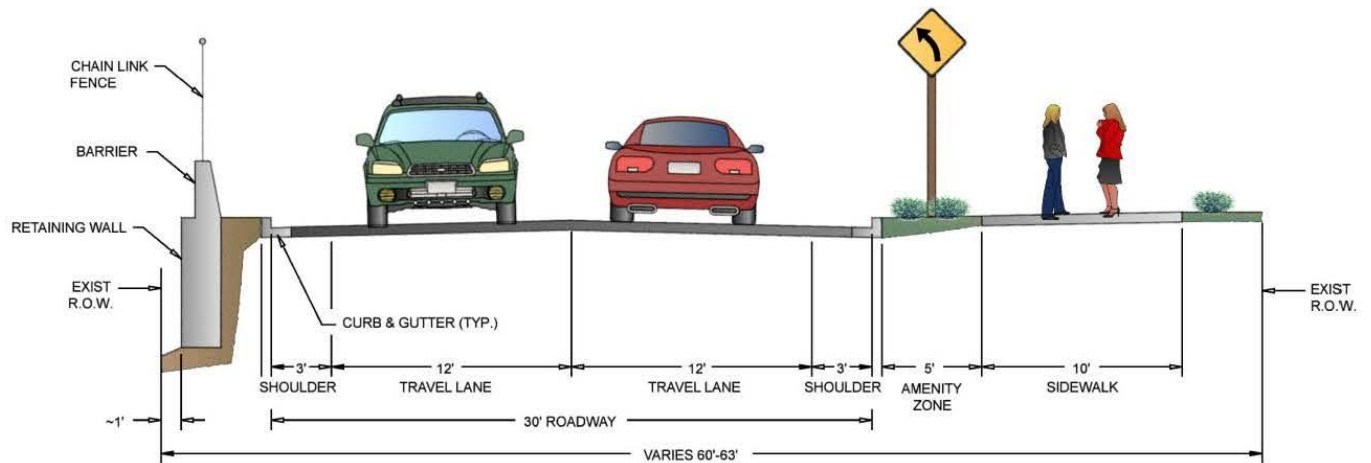 CHAIN LINK
FENCE
BARRIER
RETAINING WALL
EXIST
R.O.W.
EXIST
R.O.W.
CURB & GUTTER (TYP.)
3' 12' 12' 3' 5' 10'
SHOULDER TRAVEL LANE TRAVEL LANE SHOULDER AMENITY
ZONE SIDEWALK
~1' 30' ROADWAY
VARIES 60'-63'